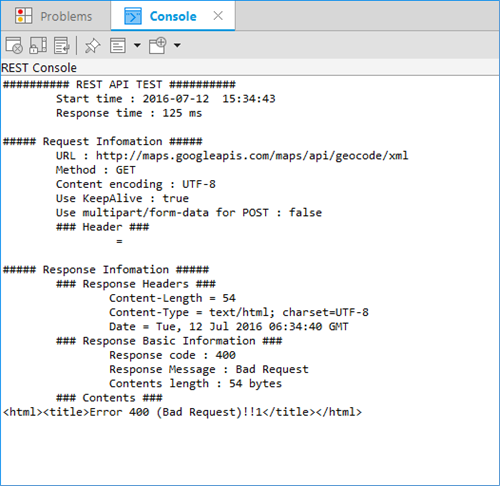 Problems
Console
REST Console
########## REST API TEST ##########
Start time : 2016-07-12  15:34:43
Response time : 125 ms
##### Request Infomation #####
URL : http://maps.googleapis.com/maps/api/geocode/xml
Method : GET
Content encoding : UTF-8
Use KeepAlive : true
Use multipart/form-data for POST : false
### Header ###
=
##### Response Infomation #####
### Response Headers ###
Content-Length = 54
Content-Type = text/html; charset=UTF-8
Date = Tue, 12 Jul 2016 06:34:40 GMT
### Response Basic Information ###
Response code : 400
Response Message : Bad Request
Contents length : 54 bytes
### Contents ###
<html><title>Error 400 (Bad Request)!!1</title></html>